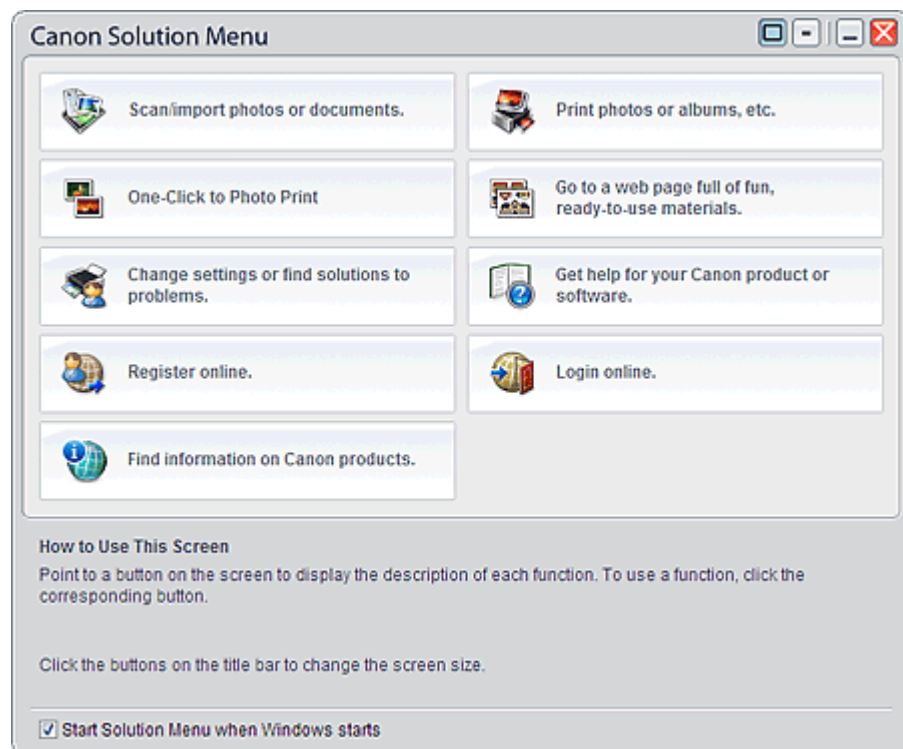 Canon Solution Menu
Scan/import photos or documents.
Print photos or albums, etc.
One-Click to Photo Print
Go to a web page full of fun,
ready-to-use materials.
Change settings or find solutions to
problems.
Get help for your Canon product or
software.
Register online.
Login online.
Find information on Canon products.
How to Use This Screen
Point to a button on the screen to display the description of each function. To use a function, click the
corresponding button.
Click the buttons on the title bar to change the screen size.
Start Solution Menu when Windows starts